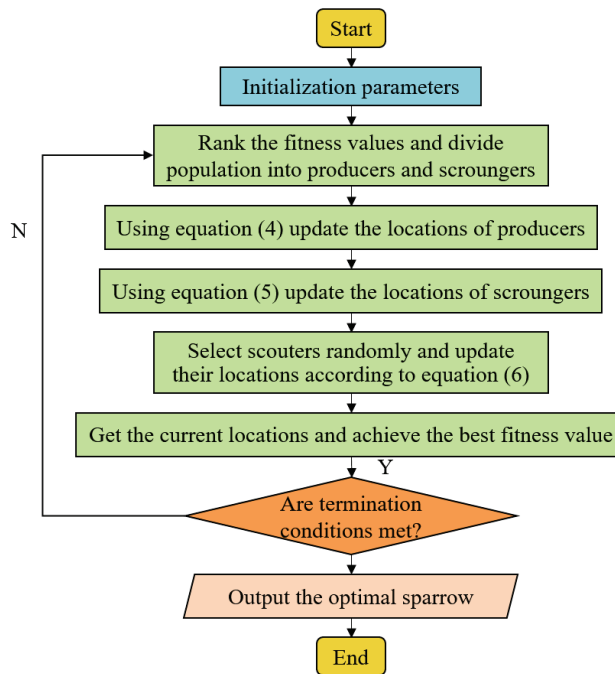 Start
Initialization parameters
Rank the fitness values and divide
population into producers and scroungers
N
Using equation (4) update the locations of producers
Using equation (5) update the locations of scroungers
Select scouters randomly and update
their locations according to equation (6)
Get the current locations and achieve the best fitness value
Y
Are termination
conditions met?
Output the optimal sparrow
End